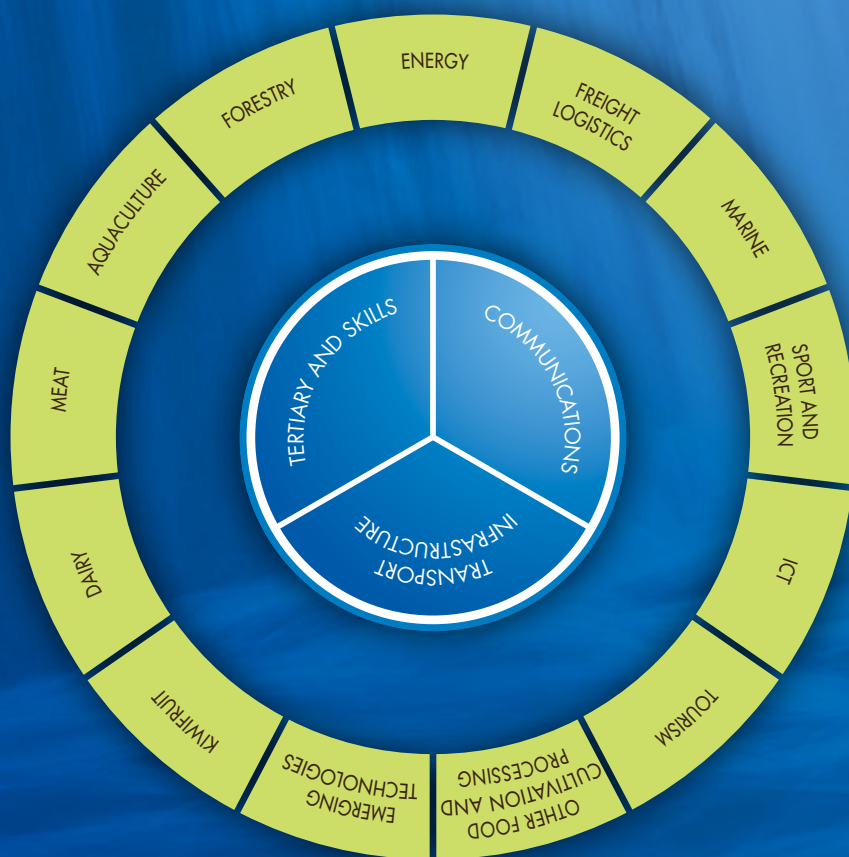 ENERGY
FREIGHT
LOGISTICS
MARINE
SPORT AND
RECREATION
ICT
TOURISM
OTHER FOOD
CULTIVATION AND
PROCESSING
EMERGING
TECHNOLOGIES
KIWIFRUIT
DAIRY
MEAT
AQUACULTURE
FORESTRY
COMMUNICATIONS
TRANSPORT
INFRASTRUCTURE
TERTIARY AND SKILLS